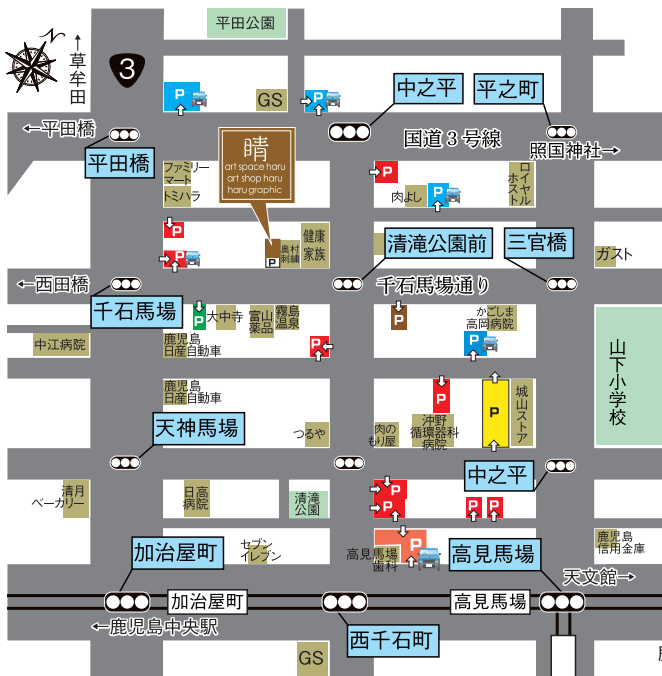 平田公園
N
←草牟田
3
P
GS
P
中之平
平之町
←平田橋
国道3号線
照国神社→
平田橋
晴
art space haru
art shop haru
haru graphic
ファミリー
マート
トミハラ
P
肉よし
P
ロイヤル
ホイスト
P
P
P
奥村
刺繍
健康
家族
清滝公園前
三官橋
ガスト
←西田橋
千石馬場通り
千石馬場
P
大中寺
富山
薬品
霧島
温泉
P
かごしま
高岡病院
中江病院
鹿児島
日産自動車
P
P
山下小学校
鹿児島
日産自動車
P
P
城山ストア
天神馬場
つるや
肉の
もり屋
沖野
循環器科
病院
中之平
清月
ベーカリー
日高
病院
清滝
公園
P
P
P
P
セブン
イレブン
高見馬場
歯科
P
鹿児島
信用金庫
加治屋町
高見馬場
天文館→
加治屋町
高見馬場
←鹿児島中央駅
西千石町
GS